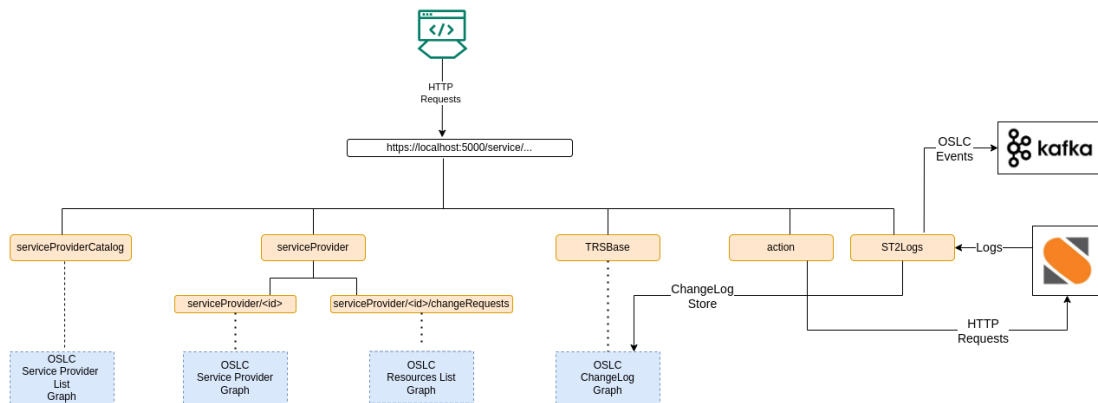 </>
HTTP
Requests
https://localhost:5000/service/...
OSLC
Events
kafka
serviceProviderCatalog
serviceProvider
TRSBase
action
ST2Logs
Logs
serviceProvider/<id>
serviceProvider/<id>/changeRequests
ChangeLog
Store
HTTP
Requests
OSLC
Service Provider
List
Graph
OSLC
Service Provider
Graph
OSLC
Resources List
Graph
OSLC
ChangeLog
Graph